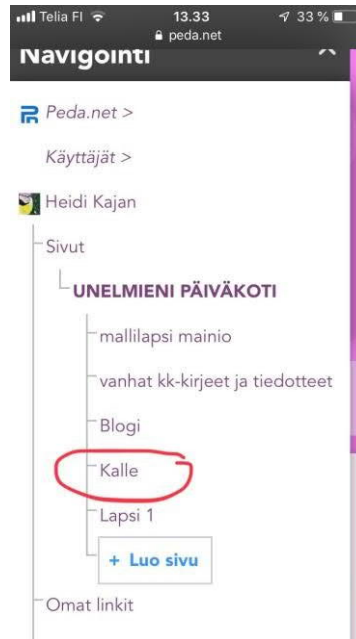 Telia FI 13.33 33 %
peda.net
Navigointi
Peda.net >
Käyttäjät >
Heidi Kajan
Sivut
UNELMIENI PÄIVÄKOTI
mallilapsi mainio
vanhat kk-kirjeet ja tiedotteet
Blogi
Kalle
Lapsi 1
+ Luo sivu
Omat linkit